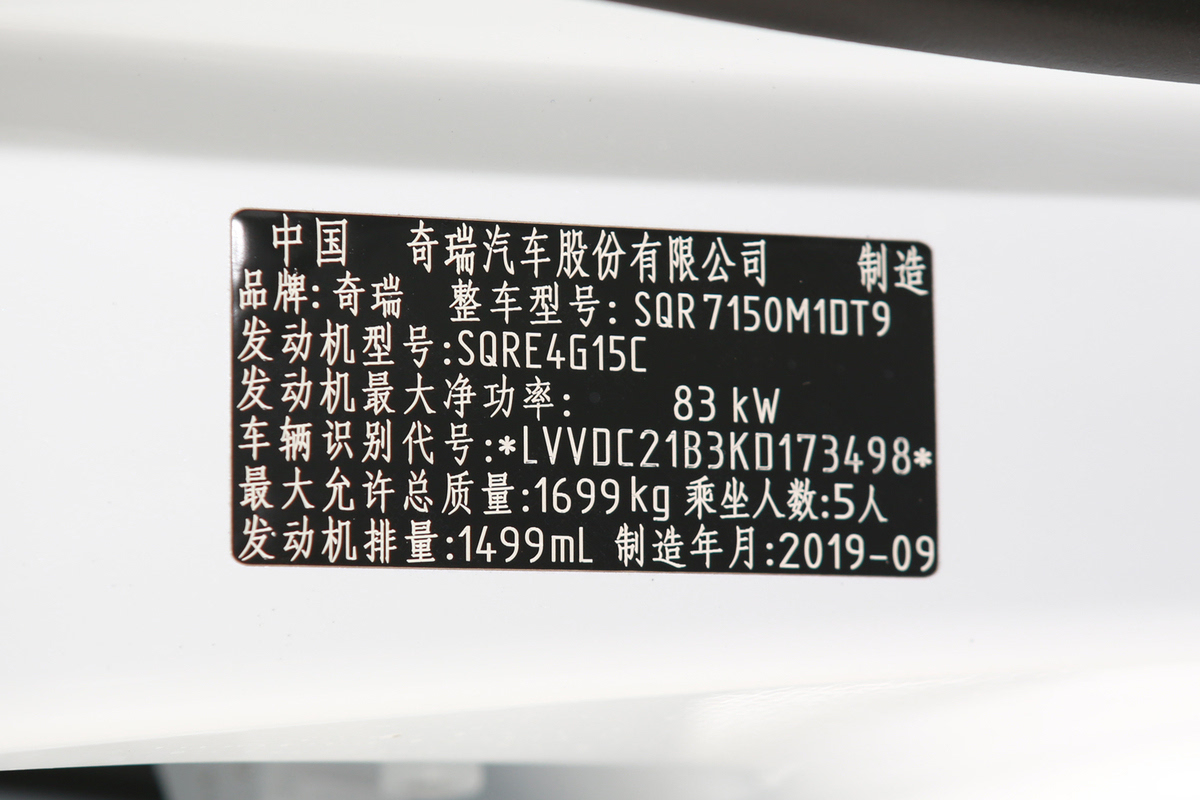 中国 奇瑞汽车股份有限公司 制造
品牌:奇瑞 整车型号:SQR7150M1DT9
发动机型号:SQRE4G15C
发动机最大净功率: 83 kW
车辆识别代号:*LVVDC21B3KD173498*
最大允许总质量:1699kg 乘坐人数:5人
发动机排量:1499mL 制造年月:2019-09